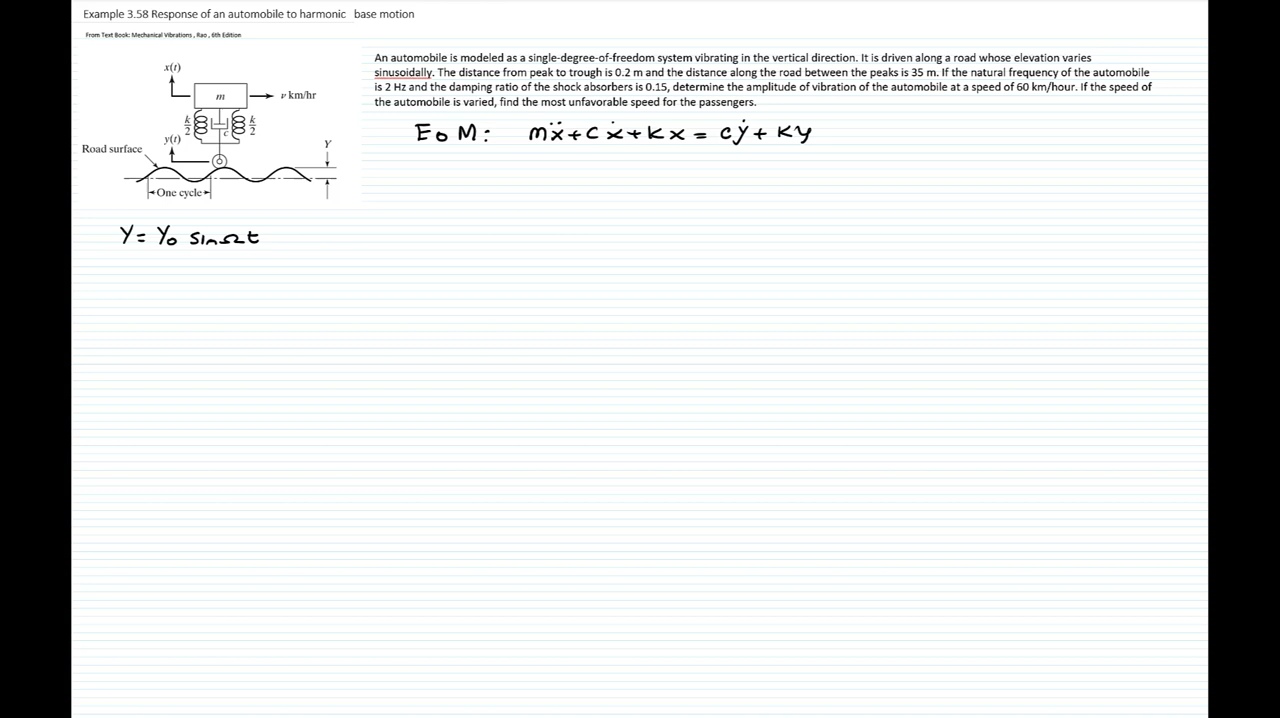 Example 3.58 Response of an automobile to harmonic base motion
From Text Book: Mechanical Vibrations , Rao , 6th Edition
An automobile is modeled as a single-degree-of-freedom system vibrating in the vertical direction. It is driven along a road whose elevation varies
sinusoidally. The distance from peak to trough is 0.2 m and the distance along the road between the peaks is 35 m. If the natural frequency of the automobile
is 2 Hz and the damping ratio of the shock absorbers is 0.15, determine the amplitude of vibration of the automobile at a speed of 60 km/hour. If the speed of
the automobile is varied, find the most unfavorable speed for the passengers.
x(t)
m
v km/hr
k/2
c
k/2
y(t)
Y
Road surface
One cycle
EoM: mẍ + cẋ + kx = cẏ + ky
Y = Y₀ sinΩt